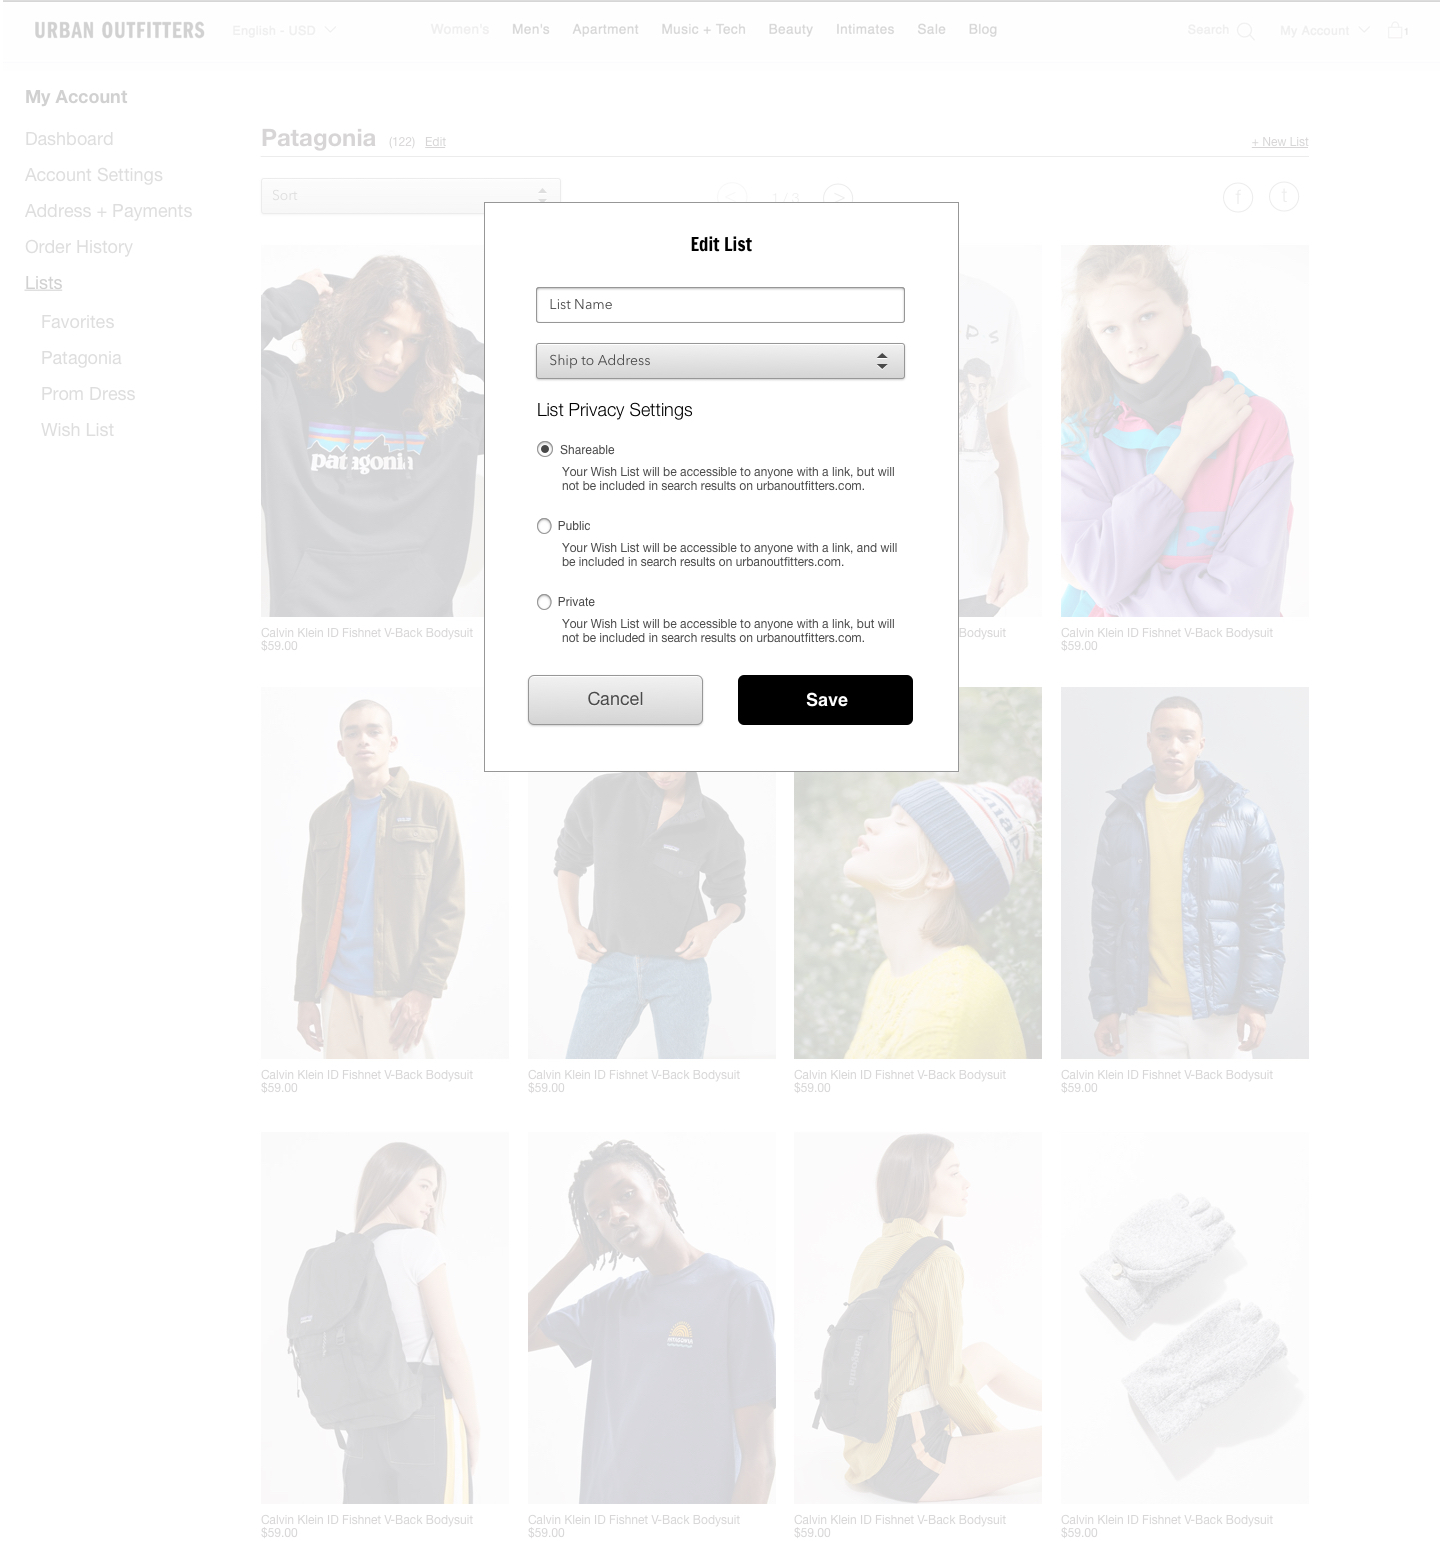 URBAN OUTFITTERS
English - USD
Women's Men's Apartment Music + Tech Beauty Intimates Sale Blog
Search
My Account
1
My Account
Dashboard
Account Settings
Address + Payments
Order History
Lists
Favorites
Patagonia
Prom Dress
Wish List
Patagonia (122) Edit
+ New List
Sort
< 1 / 3 >
f t
Edit List
List Name
Ship to Address
List Privacy Settings
Shareable
Your Wish List will be accessible to anyone with a link, but will
not be included in search results on urbanoutfitters.com.
Public
Your Wish List will be accessible to anyone with a link, and will
be included in search results on urbanoutfitters.com.
Private
Your Wish List will be accessible to anyone with a link, but will
not be included in search results on urbanoutfitters.com.
Cancel
Save
patagonia
Calvin Klein ID Fishnet V-Back Bodysuit
$59.00
Bodysuit
Calvin Klein ID Fishnet V-Back Bodysuit
$59.00
Calvin Klein ID Fishnet V-Back Bodysuit
$59.00
Calvin Klein ID Fishnet V-Back Bodysuit
$59.00
Calvin Klein ID Fishnet V-Back Bodysuit
$59.00
Calvin Klein ID Fishnet V-Back Bodysuit
$59.00
Calvin Klein ID Fishnet V-Back Bodysuit
$59.00
Calvin Klein ID Fishnet V-Back Bodysuit
$59.00
Calvin Klein ID Fishnet V-Back Bodysuit
$59.00
Calvin Klein ID Fishnet V-Back Bodysuit
$59.00